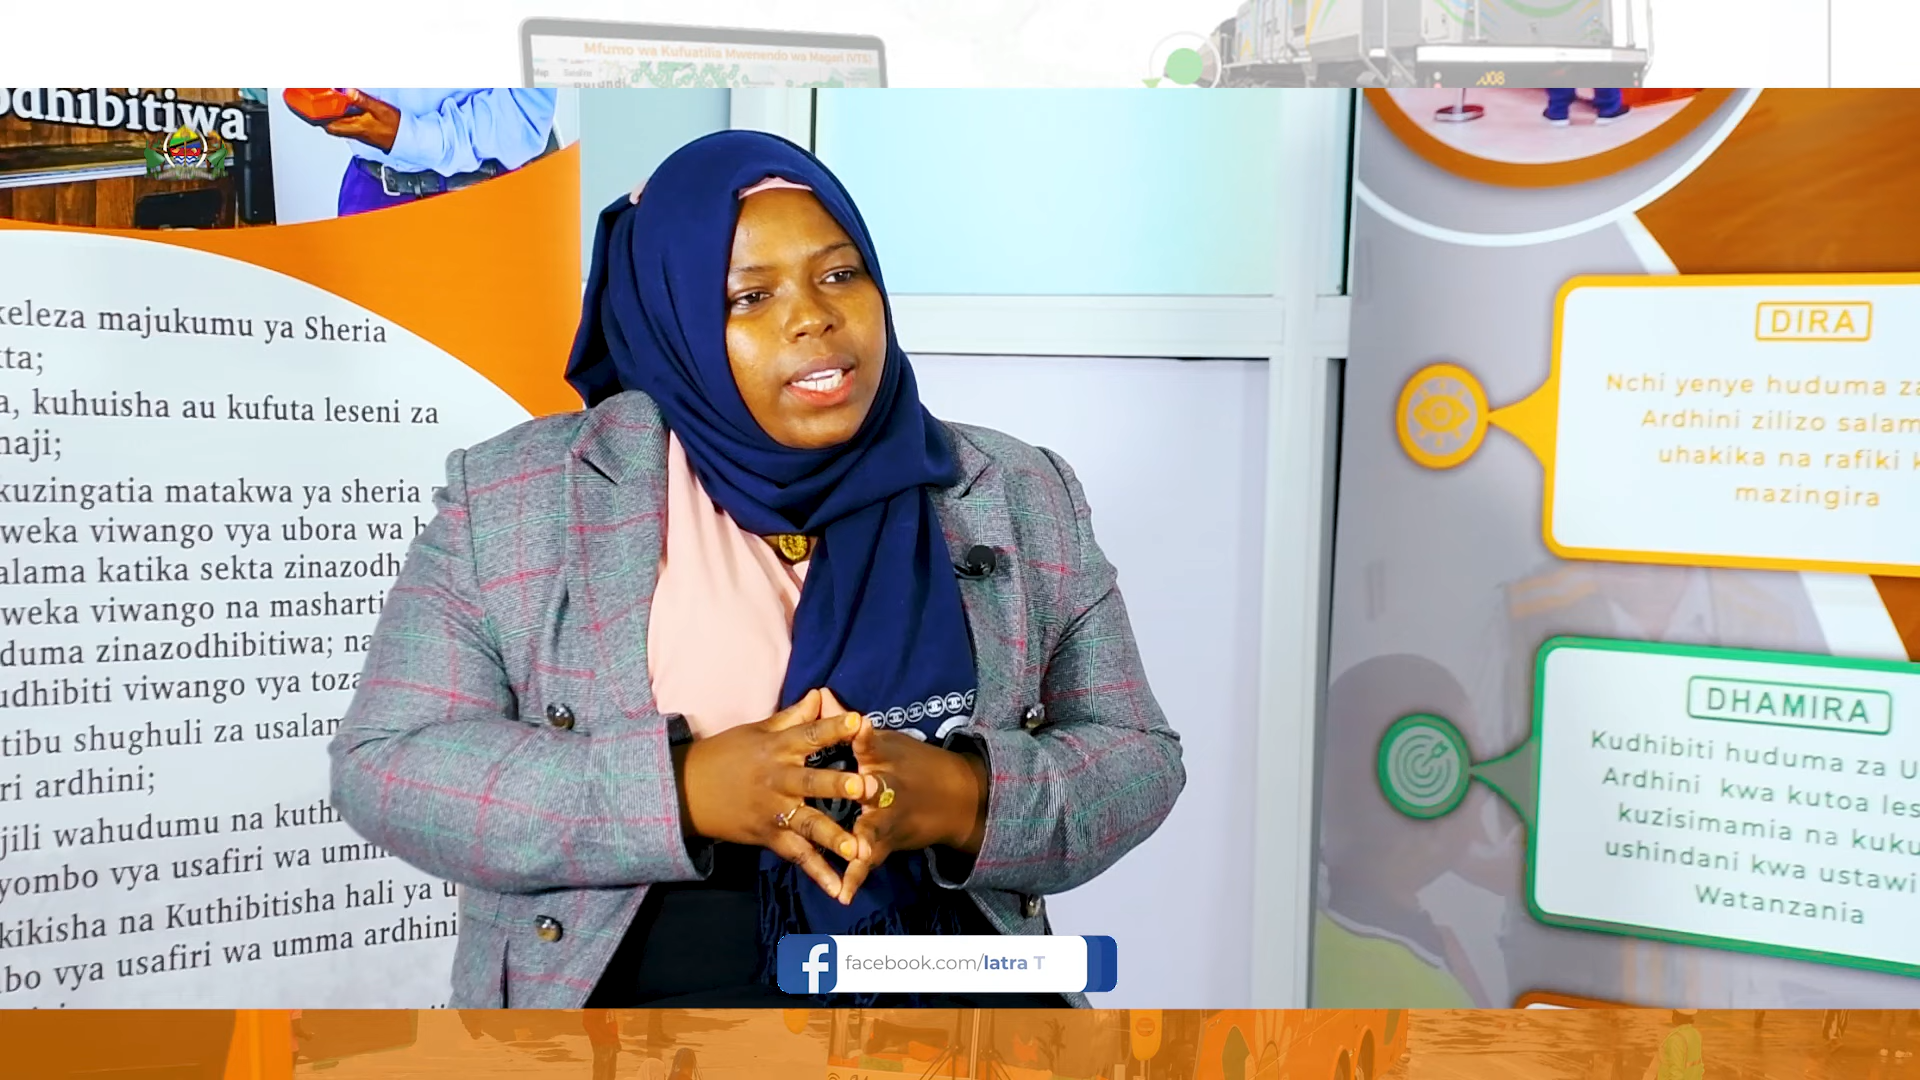 Mfumo wa Kufuatilia Mwenendo wa Magari (VTS)
Map
008
odhibitiwa
keleza majukumu ya Sheria
kta;
a, kuhuisha au kufuta leseni za
naji;
kuzingatia matakwa ya sheria
weka viwango vya ubora wa h
alama katika sekta zinazodhi
weka viwango na masharti
duma zinazodhibitiwa; na
udhibiti viwango vya toza
tibu shughuli za usalam
ri ardhini;
jili wahudumu na kuthi
yombo vya usafiri wa umm
kikisha na Kuthibitisha hali ya u
bo vya usafiri wa umma ardhini
DIRA
Nchi yenye huduma za
Ardhini zilizo salam
uhakika na rafiki k
mazingira
DHAMIRA
Kudhibiti huduma za U
Ardhini kwa kutoa les
kuzisimamia na kuku
ushindani kwa ustawi
Watanzania
facebook.com/latra T